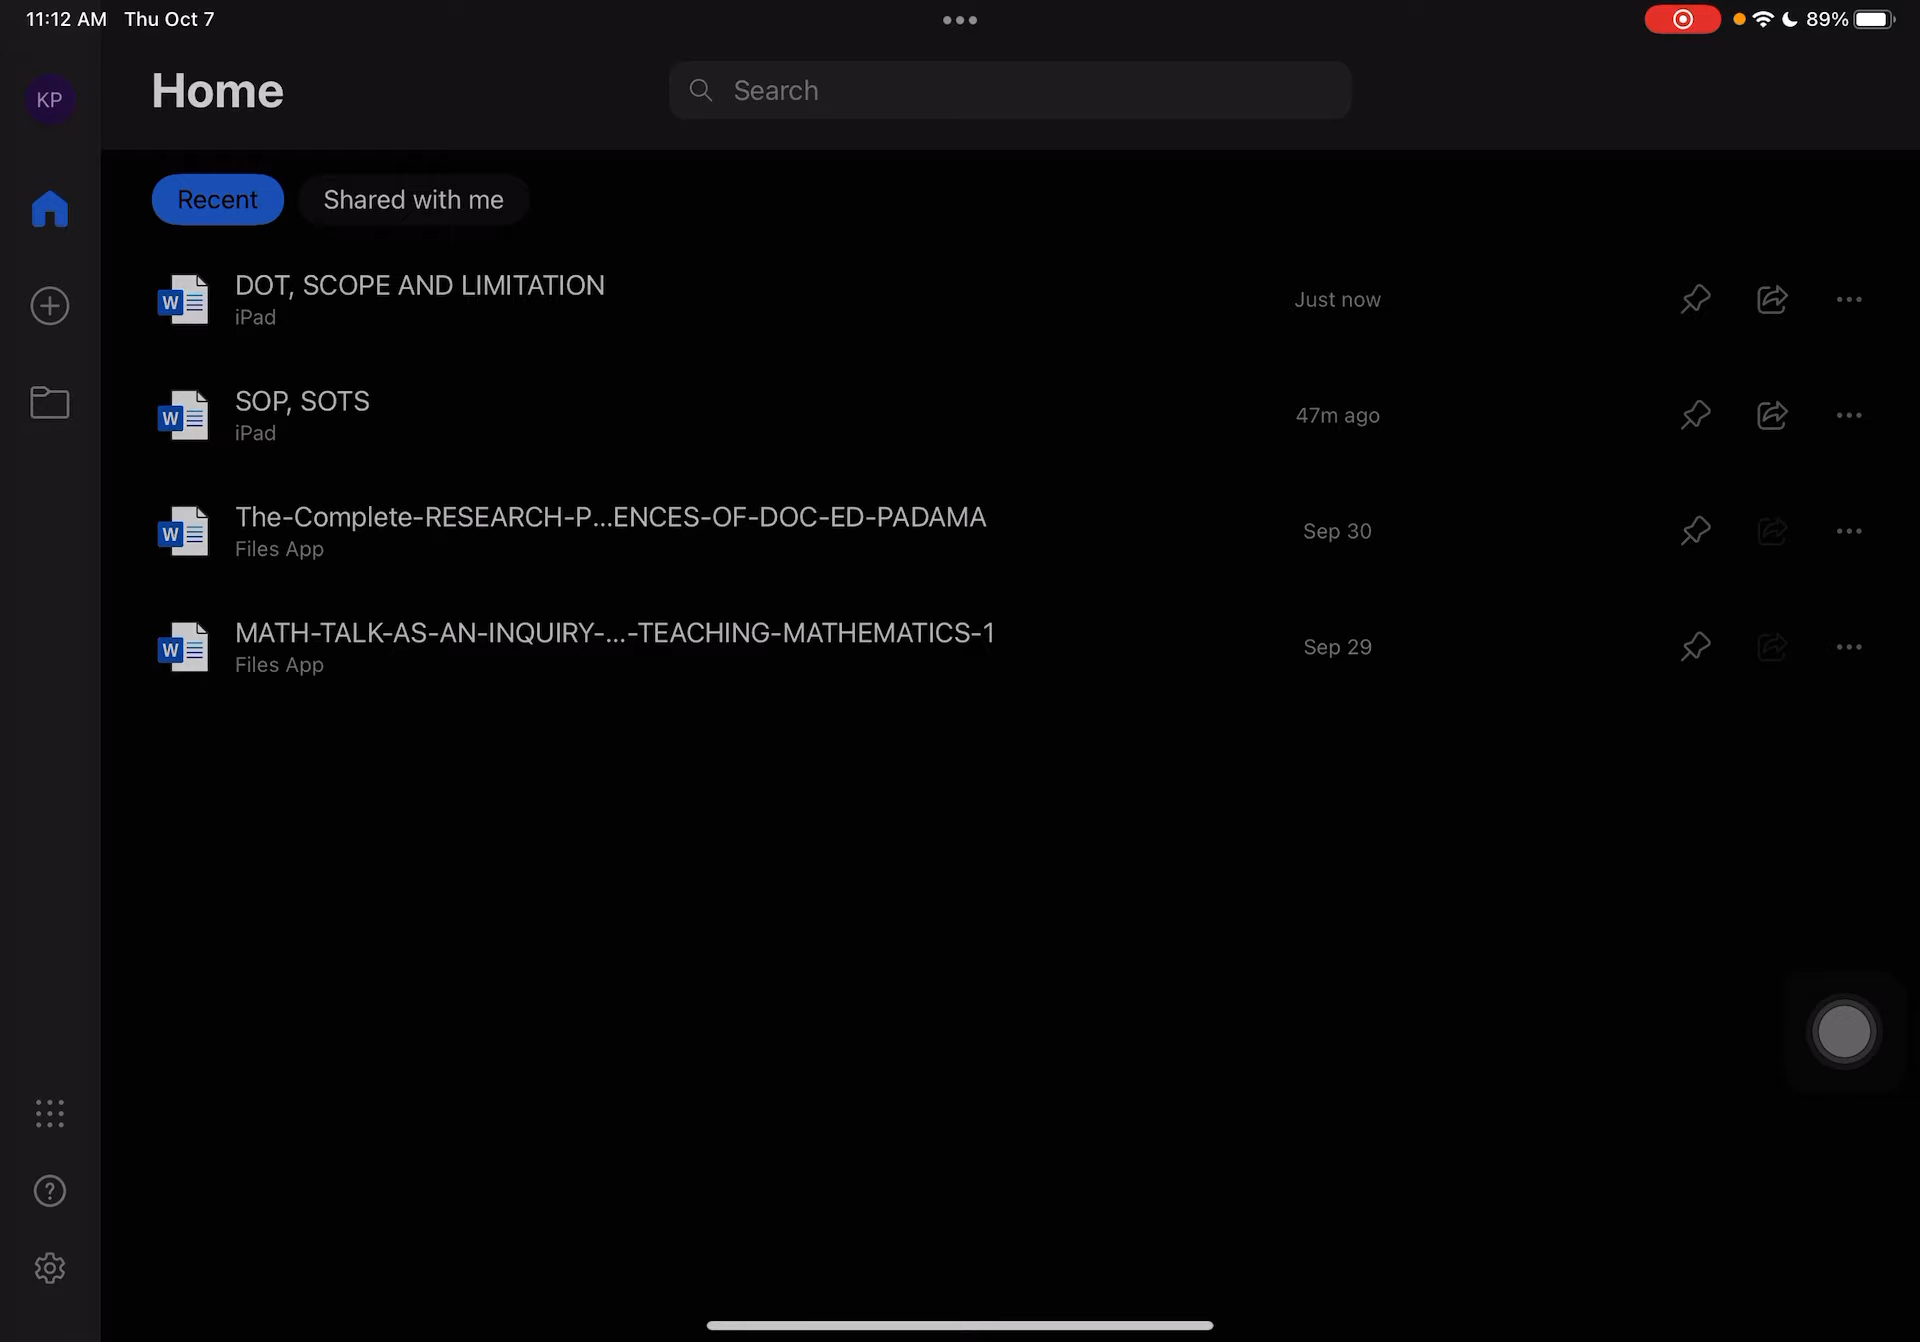 11:12 AM Thu Oct 7
89%
KP
Home
Search
Recent
Shared with me
W
DOT, SCOPE AND LIMITATION
iPad
Just now
W
SOP, SOTS
iPad
47m ago
W
The-Complete-RESEARCH-P...ENCES-OF-DOC-ED-PADAMA
Files App
Sep 30
W
MATH-TALK-AS-AN-INQUIRY-...-TEACHING-MATHEMATICS-1
Files App
Sep 29